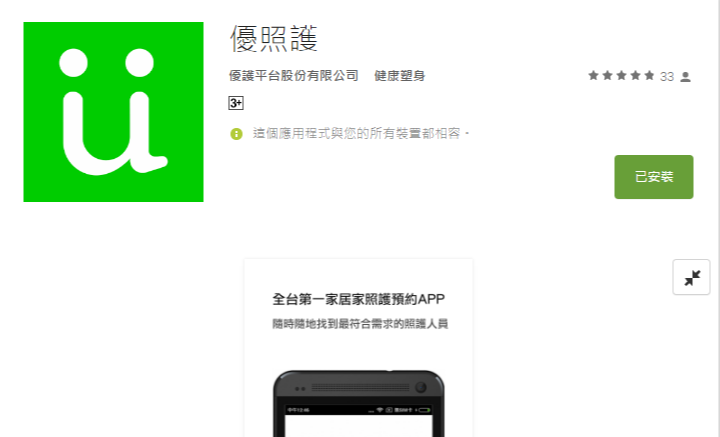 ü
優照護
優護平台股份有限公司 健康塑身
33
3+
這個應用程式與您的所有裝置都相容。
已安裝
全台第一家居家照護預約APP
隨時隨地找到最符合需求的照護人員